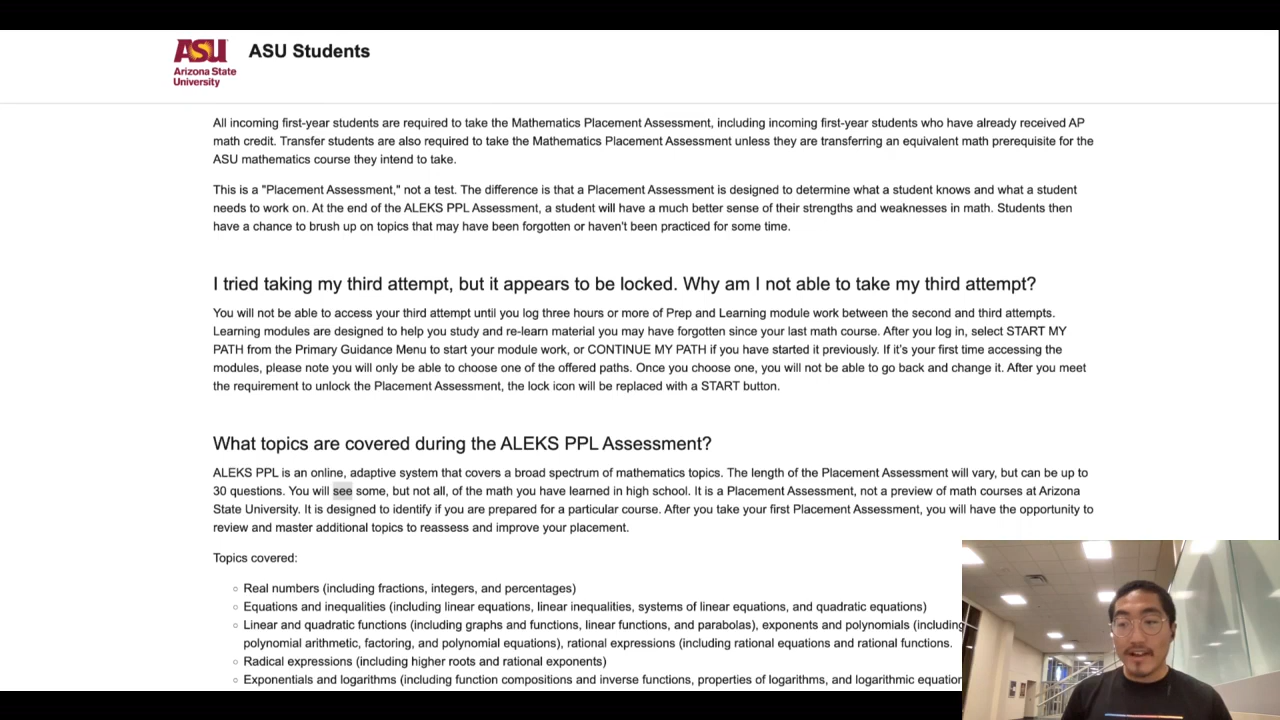 ASU
Arizona State
University
ASU Students
All incoming first-year students are required to take the Mathematics Placement Assessment, including incoming first-year students who have already received AP
math credit. Transfer students are also required to take the Mathematics Placement Assessment unless they are transferring an equivalent math prerequisite for the
ASU mathematics course they intend to take.
This is a "Placement Assessment," not a test. The difference is that a Placement Assessment is designed to determine what a student knows and what a student
needs to work on. At the end of the ALEKS PPL Assessment, a student will have a much better sense of their strengths and weaknesses in math. Students then
have a chance to brush up on topics that may have been forgotten or haven't been practiced for some time.
I tried taking my third attempt, but it appears to be locked. Why am I not able to take my third attempt?
You will not be able to access your third attempt until you log three hours or more of Prep and Learning module work between the second and third attempts.
Learning modules are designed to help you study and re-learn material you may have forgotten since your last math course. After you log in, select START MY
PATH from the Primary Guidance Menu to start your module work, or CONTINUE MY PATH if you have started it previously. If it's your first time accessing the
modules, please note you will only be able to choose one of the offered paths. Once you choose one, you will not be able to go back and change it. After you meet
the requirement to unlock the Placement Assessment, the lock icon will be replaced with a START button.
What topics are covered during the ALEKS PPL Assessment?
ALEKS PPL is an online, adaptive system that covers a broad spectrum of mathematics topics. The length of the Placement Assessment will vary, but can be up to
30 questions. You will see some, but not all, of the math you have learned in high school. It is a Placement Assessment, not a preview of math courses at Arizona
State University. It is designed to identify if you are prepared for a particular course. After you take your first Placement Assessment, you will have the opportunity to
review and master additional topics to reassess and improve your placement.
Topics covered:
Real numbers (including fractions, integers, and percentages)
Equations and inequalities (including linear equations, linear inequalities, systems of linear equations, and quadratic equations)
Linear and quadratic functions (including graphs and functions, linear functions, and parabolas), exponents and polynomials (including
polynomial arithmetic, factoring, and polynomial equations), rational expressions (including rational equations and rational functions.
Radical expressions (including higher roots and rational exponents)
Exponentials and logarithms (including function compositions and inverse functions, properties of logarithms, and logarithmic equation